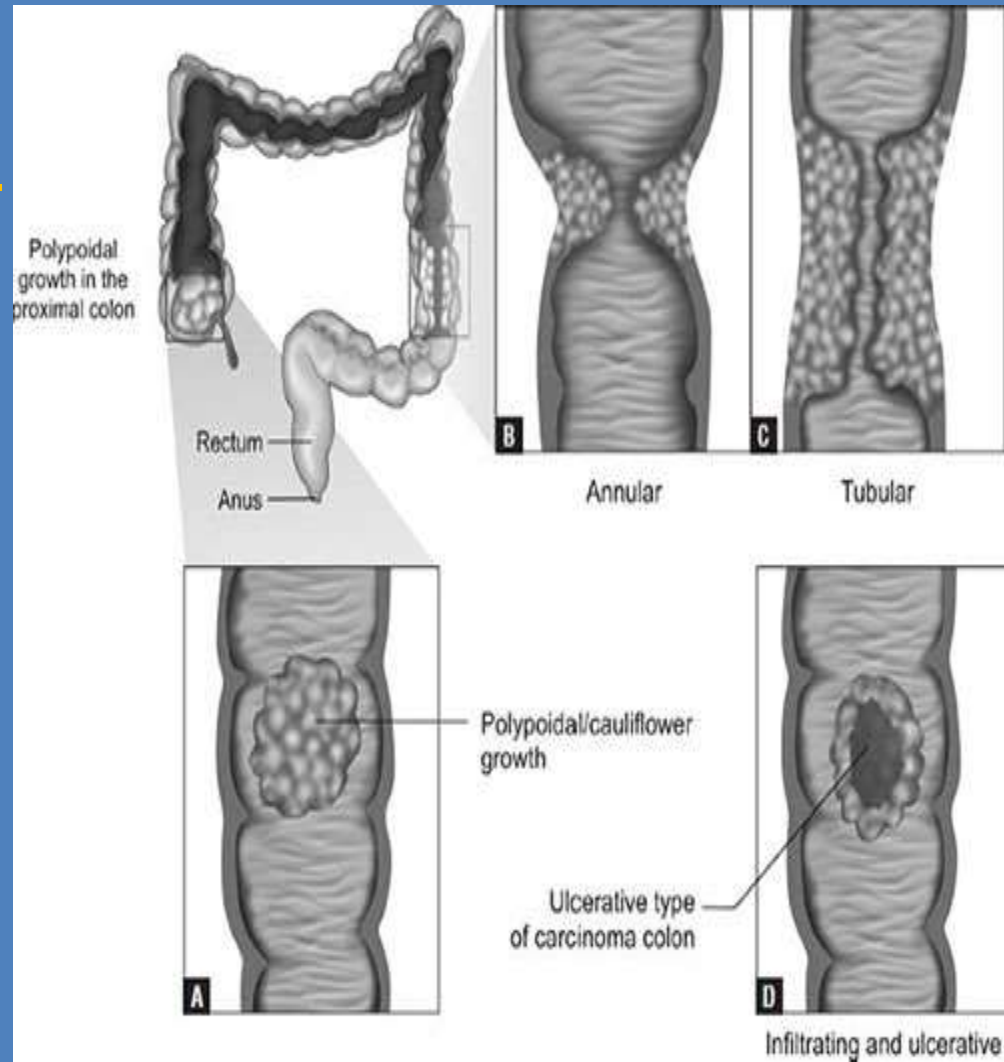 Polypoidal
growth in the
proximal colon
Rectum
Anus
B
C
Annular
Tubular
Polypoidal/cauliflower
growth
Ulcerative type
of carcinoma colon
A
D
Infiltrating and ulcerative